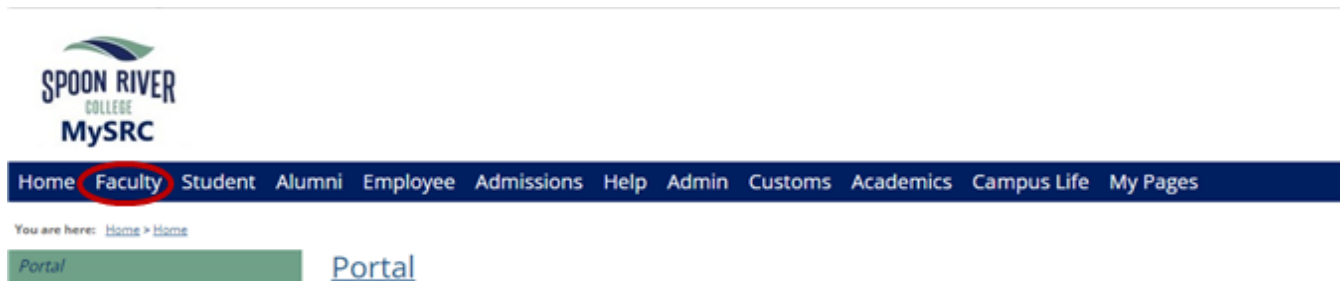 SPOON RIVER
COLLEGE
MySRC
Home Faculty Student Alumni Employee Admissions Help Admin Customs Academics Campus Life My Pages
You are here: Home > Home
Portal
Portal